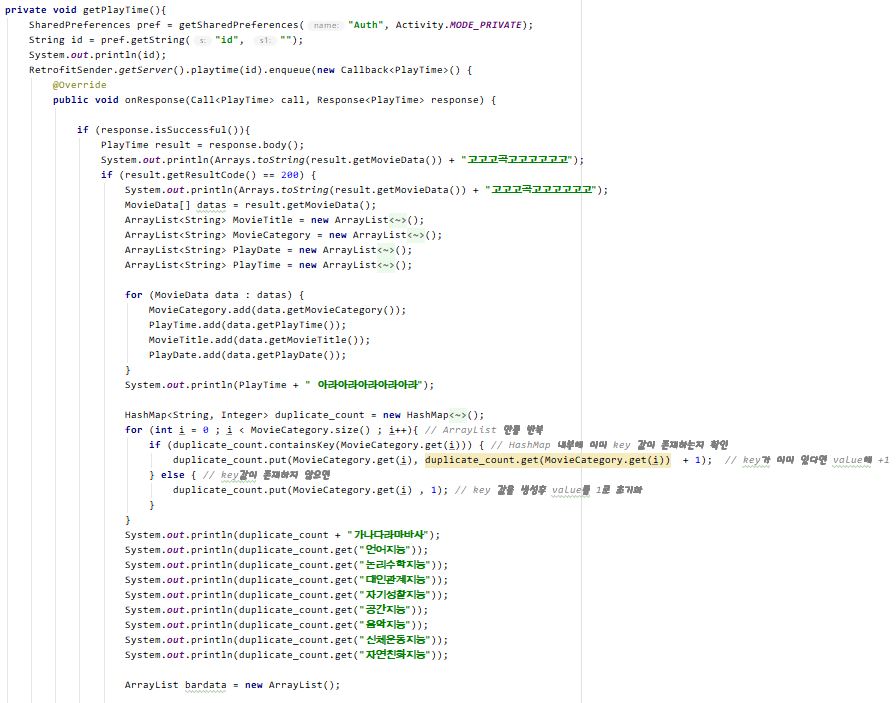 private void getPlayTime(){
SharedPreferences pref = getSharedPreferences( name: "Auth", Activity.MODE_PRIVATE);
String id = pref.getString( s: "id", s1: "");
System.out.println(id);
RetrofitSender.getServer().playtime(id).enqueue(new Callback<PlayTime>() {
@Override
public void onResponse(Call<PlayTime> call, Response<PlayTime> response) {
if (response.isSuccessful()){
PlayTime result = response.body();
System.out.println(Arrays.toString(result.getMovieData()) + "고고고곡고고고고고고");
if (result.getResultCode() == 200) {
System.out.println(Arrays.toString(result.getMovieData()) + "고고고곡고고고고고고");
MovieData[] datas = result.getMovieData();
ArrayList<String> MovieTitle = new ArrayList<~>();
ArrayList<String> MovieCategory = new ArrayList<~>();
ArrayList<String> PlayDate = new ArrayList<~>();
ArrayList<String> PlayTime = new ArrayList<~>();
for (MovieData data : datas) {
MovieCategory.add(data.getMovieCategory());
PlayTime.add(data.getPlayTime());
MovieTitle.add(data.getMovieTitle());
PlayDate.add(data.getPlayDate());
}
System.out.println(PlayTime + " 아라아라아라아라아라");
HashMap<String, Integer> duplicate_count = new HashMap<~>();
for (int i = 0 ; i < MovieCategory.size() ; i++){ // ArrayList 만큼 반복
if (duplicate_count.containsKey(MovieCategory.get(i))) { // HashMap 내부에 이미 key 값이 존재하는지 확인
duplicate_count.put(MovieCategory.get(i), duplicate_count.get(MovieCategory.get(i)) + 1); // key가 이미 있다면 value에 +1
} else { // key값이 존재하지 않으면
duplicate_count.put(MovieCategory.get(i) , 1); // key 값을 생성후 value를 1로 초기화
}
}
System.out.println(duplicate_count + "가나다라마바사");
System.out.println(duplicate_count.get("언어지능"));
System.out.println(duplicate_count.get("논리수학지능"));
System.out.println(duplicate_count.get("대인관계지능"));
System.out.println(duplicate_count.get("자기성찰지능"));
System.out.println(duplicate_count.get("공간지능"));
System.out.println(duplicate_count.get("음악지능"));
System.out.println(duplicate_count.get("신체운동지능"));
System.out.println(duplicate_count.get("자연친화지능"));
ArrayList bardata = new ArrayList();